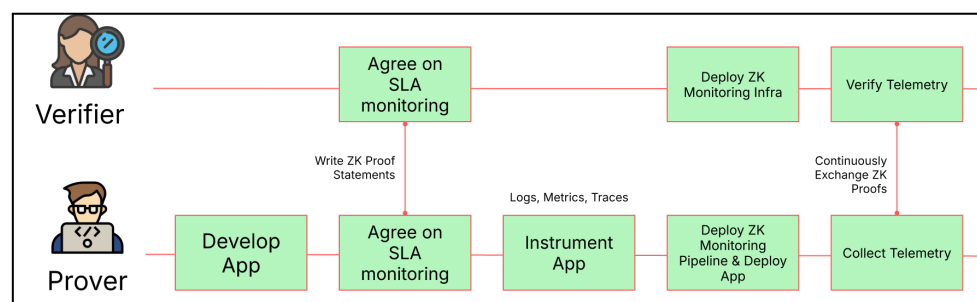 Agree on
SLA
monitoring
Deploy ZK
Monitoring Infra
Verify Telemetry
Verifier
Write ZK Proof
Statements
Continuously
Exchange ZK
Proofs
Logs, Metrics, Traces
Develop
App
Agree on
SLA
monitoring
Instrument
App
Deploy ZK
Monitoring
Pipeline & Deploy
App
Collect Telemetry
Prover